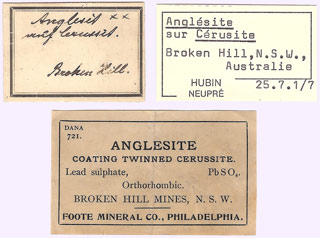 Anglesit xx
auf Cerussit.
Broken Hill.
Anglésite
sur Cérusite
Broken Hill,N.S.W.,
Australie
HUBIN
NEUPRÉ
25.7.1/7
DANA
721.
ANGLESITE
COATING TWINNED CERUSSITE.
Lead sulphate, PbSO₄.
Orthorhombic.
BROKEN HILL MINES, N. S. W.
FOOTE MINERAL CO., PHILADELPHIA.